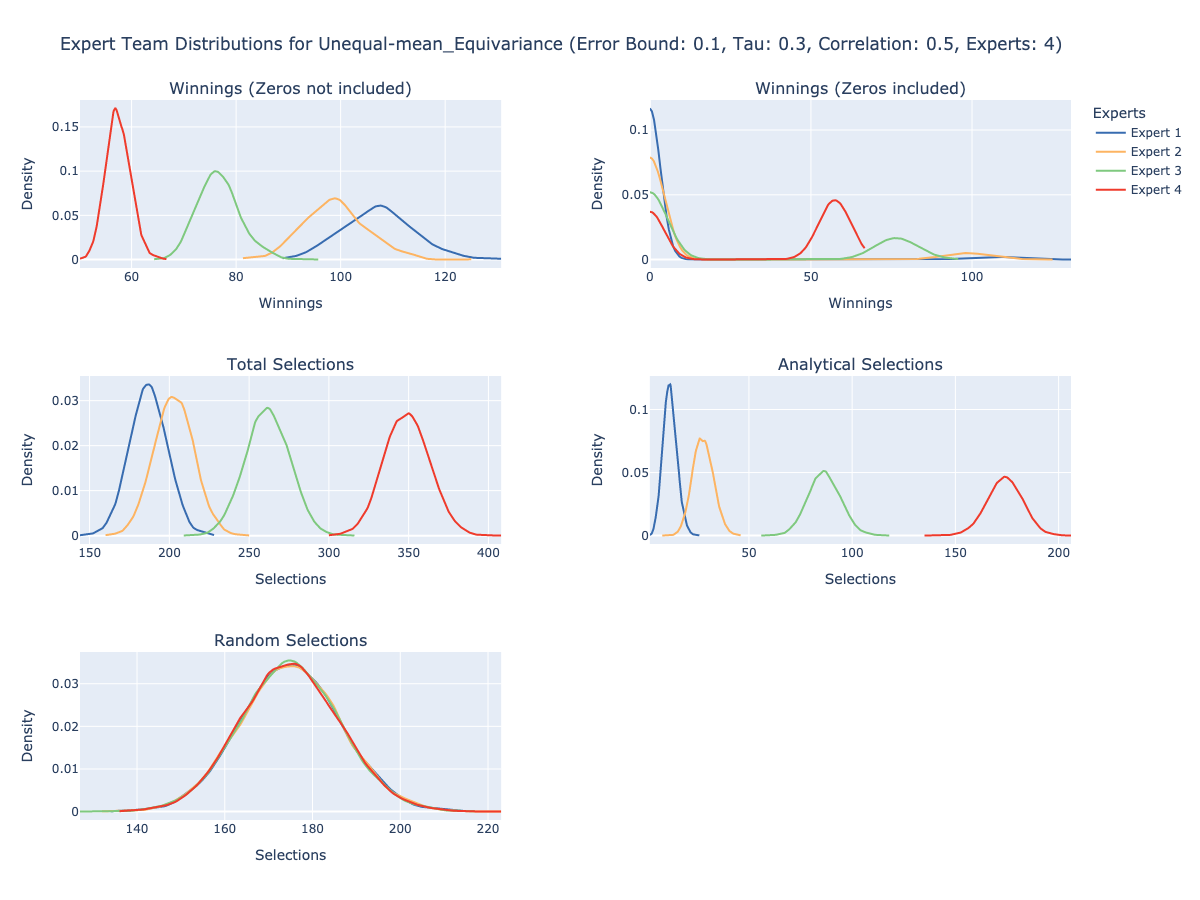 Expert Team Distributions for Unequal-mean_Equivariance (Error Bound: 0.1, Tau: 0.3, Correlation: 0.5, Experts: 4)
Winnings (Zeros not included)
0.15
0.1
0.05
0
Density
60 80 100 120
Winnings
Winnings (Zeros included)
0.1
0.05
0
Density
0 50 100
Winnings
Experts
Expert 1
Expert 2
Expert 3
Expert 4
Total Selections
0.03
0.02
0.01
0
Density
150 200 250 300 350 400
Selections
Analytical Selections
0.1
0.05
0
Density
50 100 150 200
Selections
Random Selections
0.03
0.02
0.01
0
Density
140 160 180 200 220
Selections